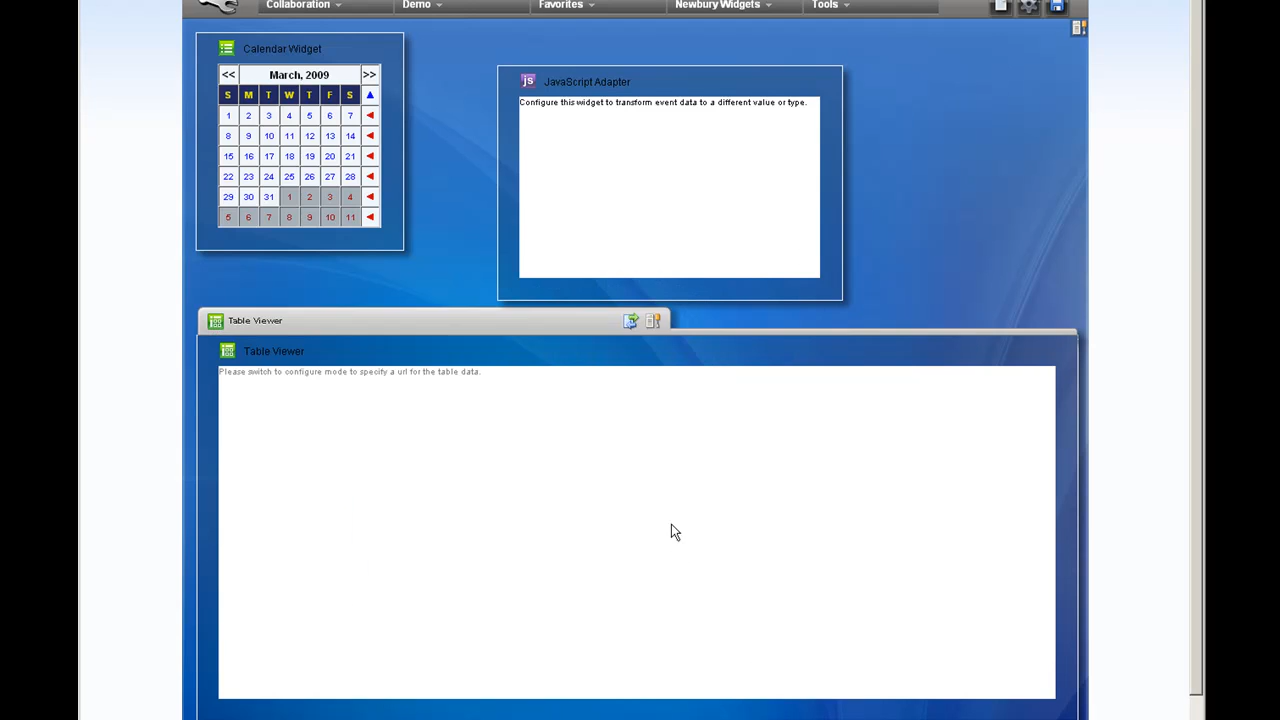 Collaboration Demo Favorites Newbury Widgets Tools
Calendar Widget
<< March, 2009 >>
S M T W T F S
1 2 3 4 5 6 7
8 9 10 11 12 13 14
15 16 17 18 19 20 21
22 23 24 25 26 27 28
29 30 31 1 2 3 4
5 6 7 8 9 10 11
js JavaScript Adapter
Configure this widget to transform event data to a different value or type.
Table Viewer
Table Viewer
Please switch to configure mode to specify a url for the table data.